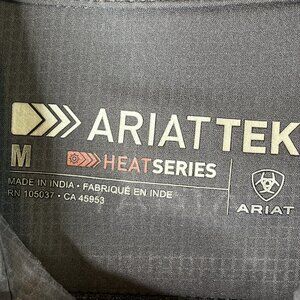 ARIATTEK
M
HEATSERIES
MADE IN INDIA • FABRIQUÉ EN INDE
RN 105037 • CA 45953
ARIAT